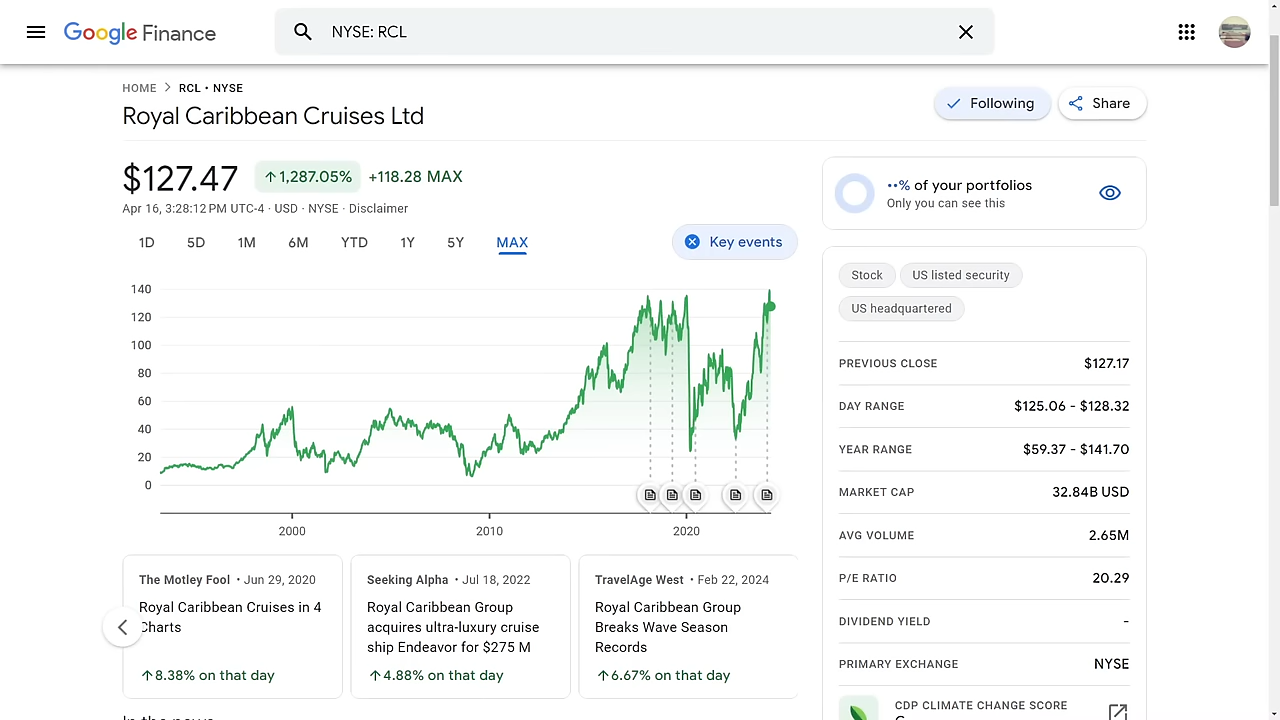 Google Finance
NYSE: RCL
HOME > RCL • NYSE
Royal Caribbean Cruises Ltd
Following
Share
$127.47
↑1,287.05%
+118.28 MAX
Apr 16, 3:28:12 PM UTC-4 · USD · NYSE · Disclaimer
1D 5D 1M 6M YTD 1Y 5Y MAX
Key events
140
120
100
80
60
40
20
0
2000 2010 2020
The Motley Fool • Jun 29, 2020
Royal Caribbean Cruises in 4
Charts
↑8.38% on that day
Seeking Alpha • Jul 18, 2022
Royal Caribbean Group
acquires ultra-luxury cruise
ship Endeavor for $275 M
↑4.88% on that day
TravelAge West • Feb 22, 2024
Royal Caribbean Group
Breaks Wave Season
Records
↑6.67% on that day
••% of your portfolios
Only you can see this
Stock
US listed security
US headquartered
PREVIOUS CLOSE $127.17
DAY RANGE $125.06 - $128.32
YEAR RANGE $59.37 - $141.70
MARKET CAP 32.84B USD
AVG VOLUME 2.65M
P/E RATIO 20.29
DIVIDEND YIELD -
PRIMARY EXCHANGE NYSE
CDP CLIMATE CHANGE SCORE